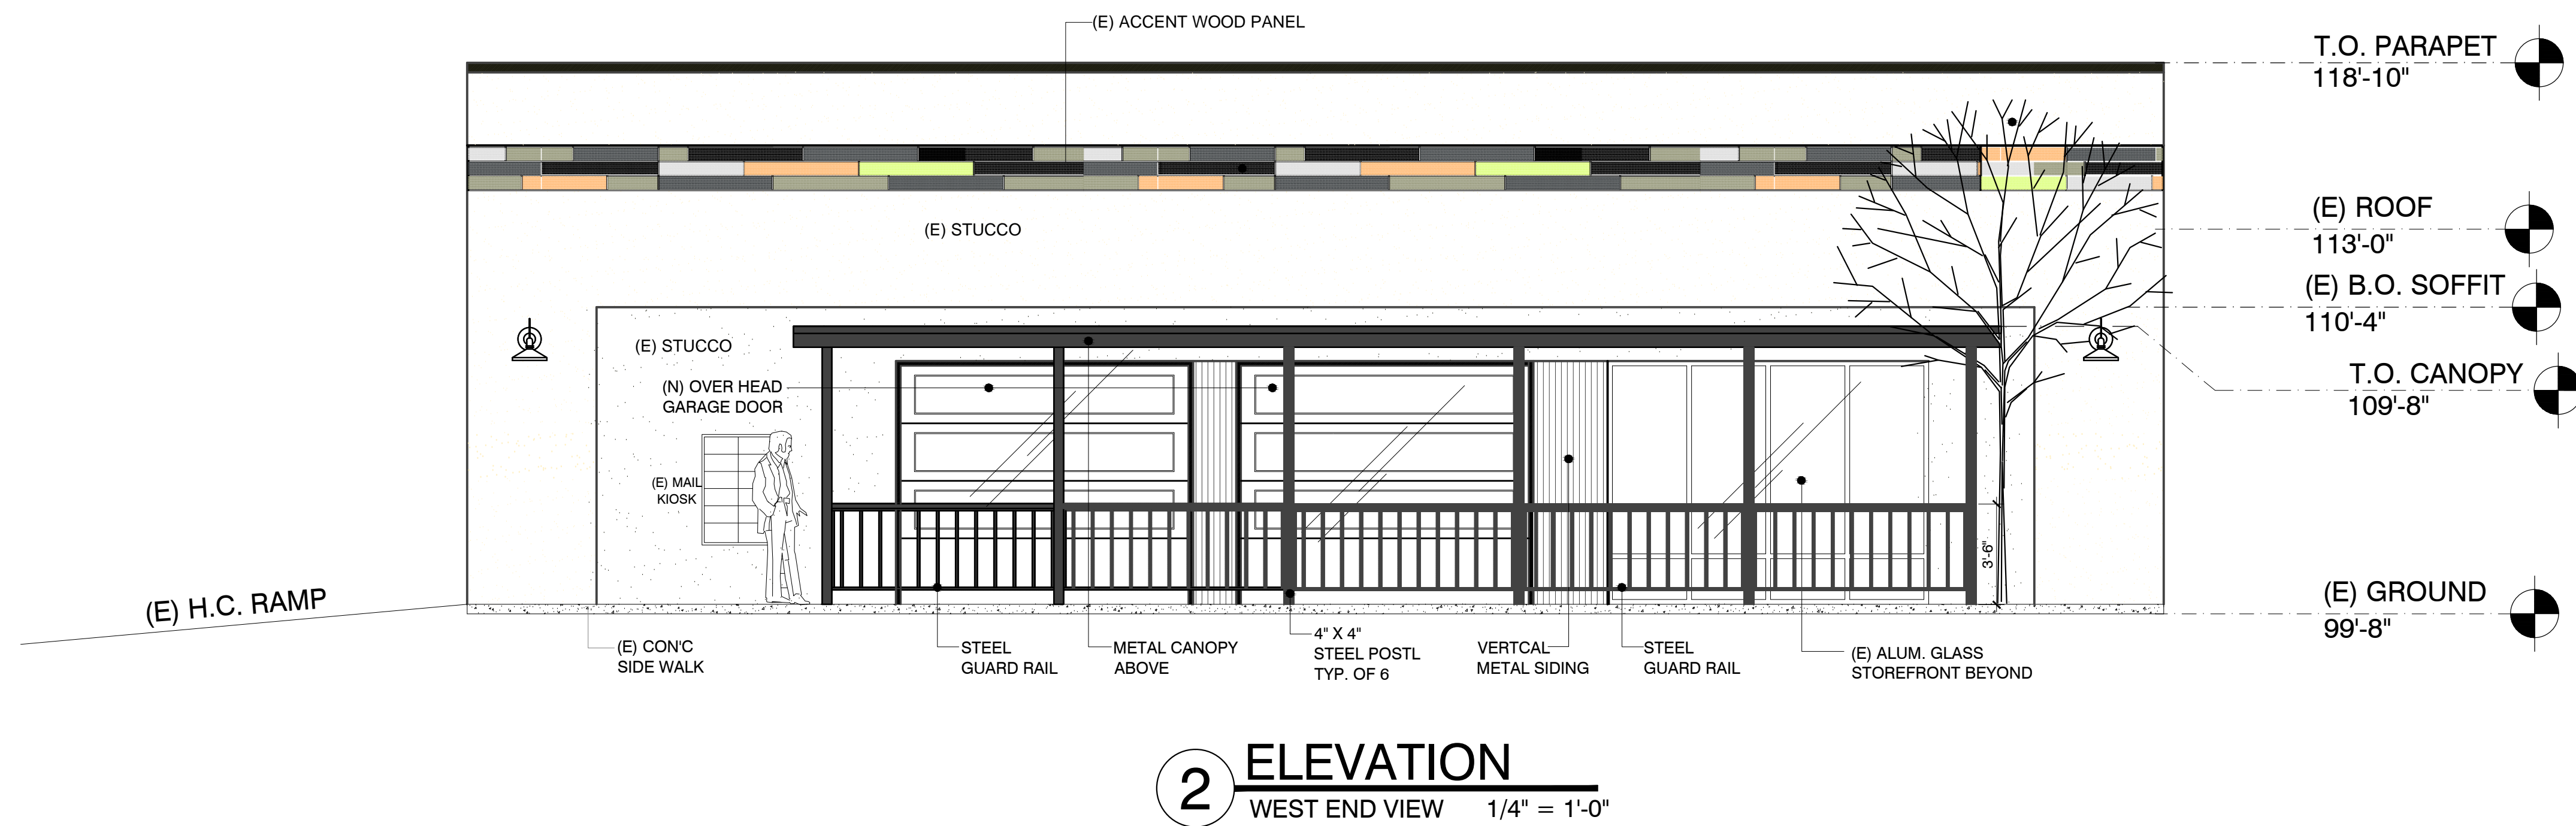 (E) ACCENT WOOD PANEL
T.O. PARAPET
118'-10"
(E) ROOF
113'-0"
(E) STUCCO
(E) B.O. SOFFIT
110'-4"
(E) STUCCO
T.O. CANOPY
109'-8"
(N) OVER HEAD
GARAGE DOOR
(E) MAIL
KIOSK
3'-6"
(E) H.C. RAMP
(E) GROUND
99'-8"
(E) CON'C
SIDE WALK
STEEL
GUARD RAIL
METAL CANOPY
ABOVE
4" X 4"
STEEL POSTL
TYP. OF 6
VERTCAL
METAL SIDING
STEEL
GUARD RAIL
(E) ALUM. GLASS
STOREFRONT BEYOND
2
ELEVATION
WEST END VIEW 1/4" = 1'-0"